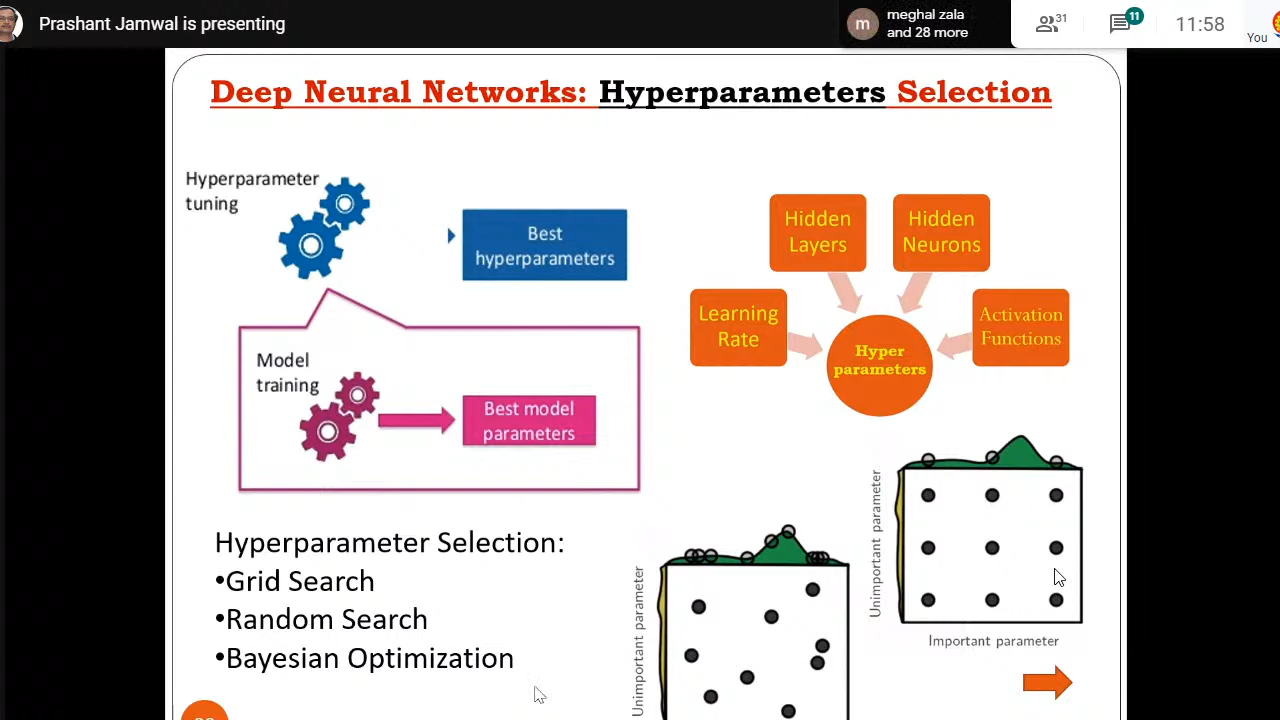 Prashant Jamwal is presenting
m
meghal zala
and 28 more
31
11
11:58
You
Deep Neural Networks: Hyperparameters Selection
Hyperparameter
tuning
Best
hyperparameters
Model
training
Best model
parameters
Hidden
Layers
Hidden
Neurons
Learning
Rate
Activation
Functions
Hyper
parameters
Hyperparameter Selection:
•Grid Search
•Random Search
•Bayesian Optimization
Unimportant parameter
Unimportant parameter
Important parameter